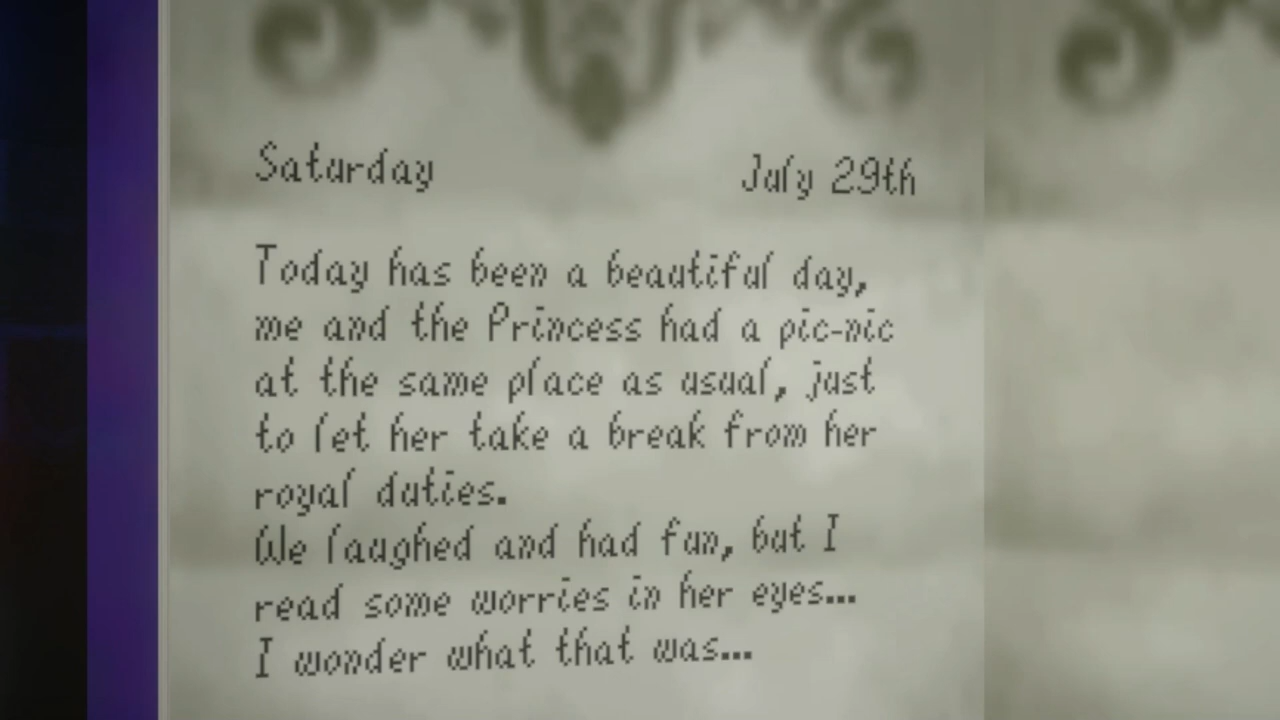 Saturday July 29th
Today has been a beautiful day,
me and the Princess had a pic-nic
at the same place as usual, just
to let her take a break from her
royal duties.
We laughed and had fun, but I
read some worries in her eyes...
I wonder what that was...